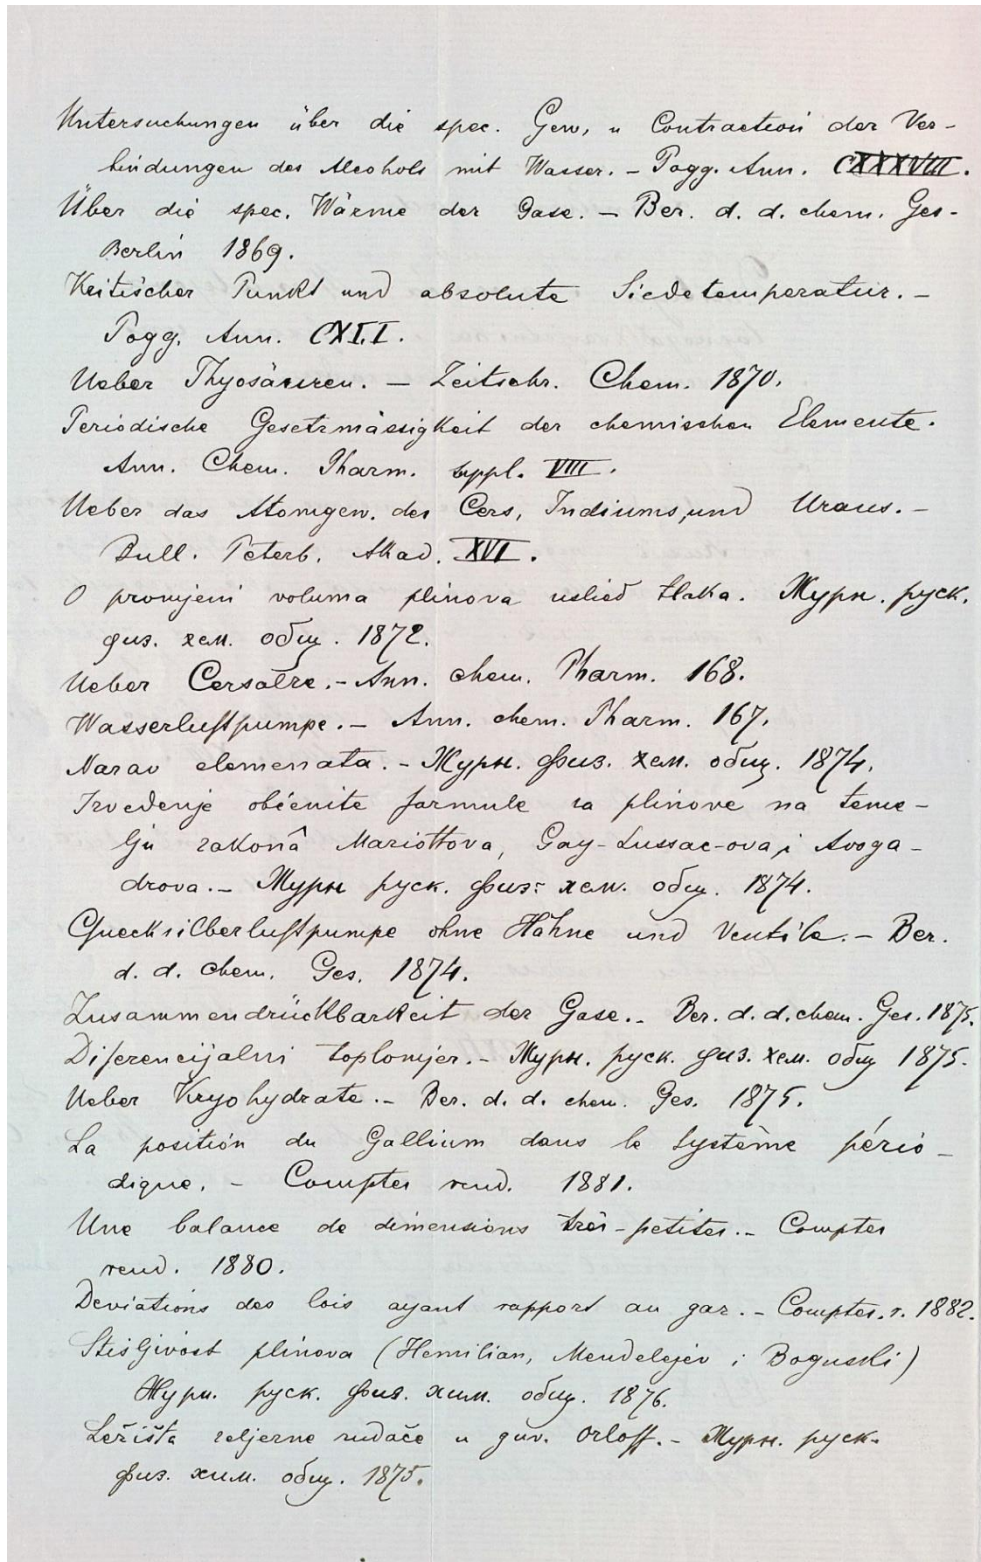 Untersuchungen über die spec. Gew. u Contraction der Ver-
bindungen des Alcohols mit Wasser. - Pogg. Ann. CXXXVIII.
Über die spec. Wärme der Gase. - Ber. d. d. chem. Ges-
Berlin 1869.
Kritischer Punkt und absolute Siedetemperatur. -
Pogg. Ann. CXLI.
Ueber Thyosäuren. - Zeitschr. Chem. 1870.
Periodische Gesetzmässigkeit der chemischen Elemente.
Ann. Chem. Pharm. Suppl. VIII.
Ueber das Atomgew. des Cers, Indiums, und Urans. -
Bull. Peterb. Akad. XVI.
O promjeni voluma plinova uslied tlaka. Журн. руск.
физ. хем. общ. 1872.
Ueber Cersalze. - Ann. chem. Pharm. 168.
Wasserluftpumpe. - Ann. chem. Pharm. 167.
Narav elemenata. - Журн. физ. хем. общ. 1874.
Izvedenje obćenite formule za plinove na teme-
lju zakonâ Mariottova, Gay-Lussac-ova i Avoga-
drova. - Журн руск. физ: хем. общ. 1874.
Quecksilberluftpumpe ohne Hähne und Ventile. - Ber.
d. d. chem. Ges. 1874.
Zusammendrückbarkeit der Gase. - Ber. d. d. chem. Ges. 1875.
Diferencijalni toplomjer. - Журн. руск. физ. хем. общ 1875.
Ueber Kryohydrate. - Ber. d. d. chem. Ges. 1875.
La position du Gallium dans le Système pério-
dique. - Comptes rend. 1881.
Une balance de dimensions très-petites. - Comptes
rend. 1880.
Deviations des lois ayant rapport au gaz. - Comptes. r. 1882.
Stisljivost plinova (Hemilian, Mendelejev i Boguski)
Журн. руск. физ. хим. общ. 1876.
Ležišta željezne rudače u guv. Orloff. - Журн. руск.
физ. хим. общ. 1875.